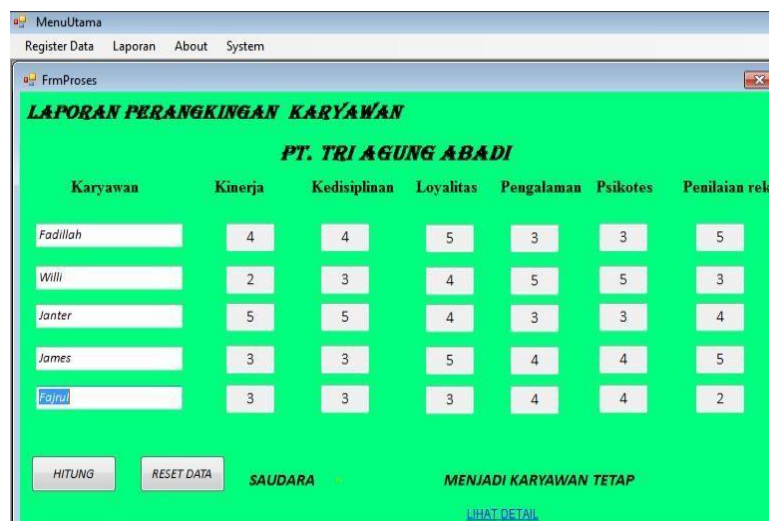 MenuUtama
Register Data Laporan About System
FrmProses
LAPORAN PERANGKINGAN KARYAWAN
PT. TRI AGUNG ABADI
Karyawan Kinerja Kedisiplinan Loyalitas Pengalaman Psikotes Penilaian rek
Fadillah 4 4 5 3 3 5
Willi 2 3 4 5 5 3
Janter 5 5 4 3 3 4
James 3 3 5 4 4 5
Fajrul 3 3 3 4 4 2
HITUNG RESET DATA SAUDARA MENJADI KARYAWAN TETAP
LIHAT DETAIL